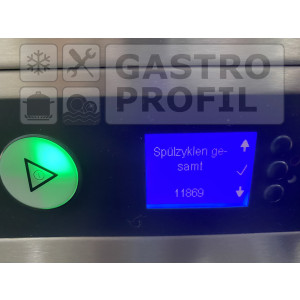 GASTRO
PROFIL
Spülzyklen ge-
samt
11869